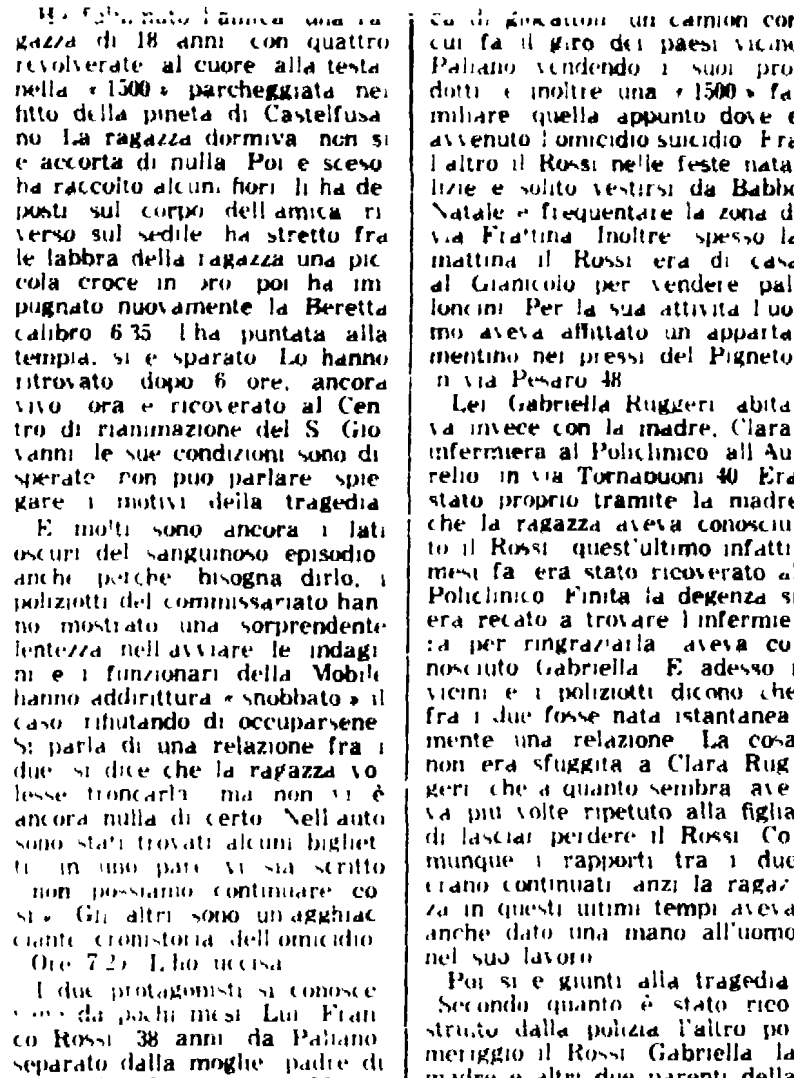 Ha fulminato l'amica una ra
gazza di 18 anni con quattro
revolverate al cuore alla testa
nella « 1500 » parcheggiata nel
fitto della pineta di Castelfusa
no La ragazza dormiva non si
e accorta di nulla Poi e sceso
ha raccolto alcuni fiori li ha de
posti sul corpo dell amica ri
verso sul sedile ha stretto fra
le labbra della ragazza una pic
cola croce in oro poi ha im
pugnato nuovamente la Beretta
calibro 6 35 l ha puntata alla
tempia, si e sparato Lo hanno
ritrovato dopo 6 ore, ancora
vivo ora e ricoverato al Cen
tro di rianimazione del S Gio
vanni le sue condizioni sono di
sperate non puo parlare spie
gare i motivi della tragedia
E molti sono ancora i lati
oscuri del sanguinoso episodio
anche perche bisogna dirlo, i
poliziotti del commissariato han
no mostrato una sorprendente
lentezza nell avviare le indagi
ni e i funzionari della Mobile
hanno addirittura « snobbato » il
caso rifiutando di occuparsene
Si parla di una relazione fra i
due si dice che la ragazza vo
lesse troncarla ma non vi è
ancora nulla di certo Nell auto
sono stati trovati alcuni bigliet
ti in uno pare vi sia scritto
non possiamo continuare co
si » Gli altri sono un agghiac
ciante cronistoria dell omicidio
Ore 7 25 L ho uccisa
I due protagonisti si conosce
vano da pochi mesi Lui Fran
co Rossi 38 anni da Paliano
separato dalla moglie padre di
ca di giocattoli un camion con
cui fa il giro dei paesi vicino
Paliano vendendo i suoi pro
dotti e inoltre una « 1500 » fa
miliare quella appunto dove e
avvenuto l omicidio suicidio Fra
l altro il Rossi nelle feste nata
lizie e solito vestirsi da Babbo
Natale e frequentare la zona di
via Frattina Inoltre spesso la
mattina il Rossi era di casa
al Gianicolo per vendere pal
loncini Per la sua attivita l uo
mo aveva affittato un apparta
mentino nei pressi del Pigneto
in via Pesaro 48
Lei Gabriella Ruggeri abita
va invece con la madre, Clara
infermiera al Policlinico all Au
relio in via Tornabuoni 40 Era
stato proprio tramite la madre
che la ragazza aveva conosciu
to il Rossi quest'ultimo infatti
mesi fa era stato ricoverato al
Policlinico Finita la degenza si
era recato a trovare l infermie
ra per ringraziarla aveva co
nosciuto Gabriella E adesso i
vicini e i poliziotti dicono che
fra i due fosse nata istantanea
mente una relazione La cosa
non era sfuggita a Clara Rug
geri che a quanto sembra ave
va piu volte ripetuto alla figlia
di lasciar perdere il Rossi Co
munque i rapporti tra i due
erano continuati anzi la ragaz
za in questi ultimi tempi aveva
anche dato una mano all'uomo
nel suo lavoro
Poi si e giunti alla tragedia
Secondo quanto è stato rico
struito dalla polizia l'altro po
meriggio il Rossi Gabriella la
madre e altri due parenti della